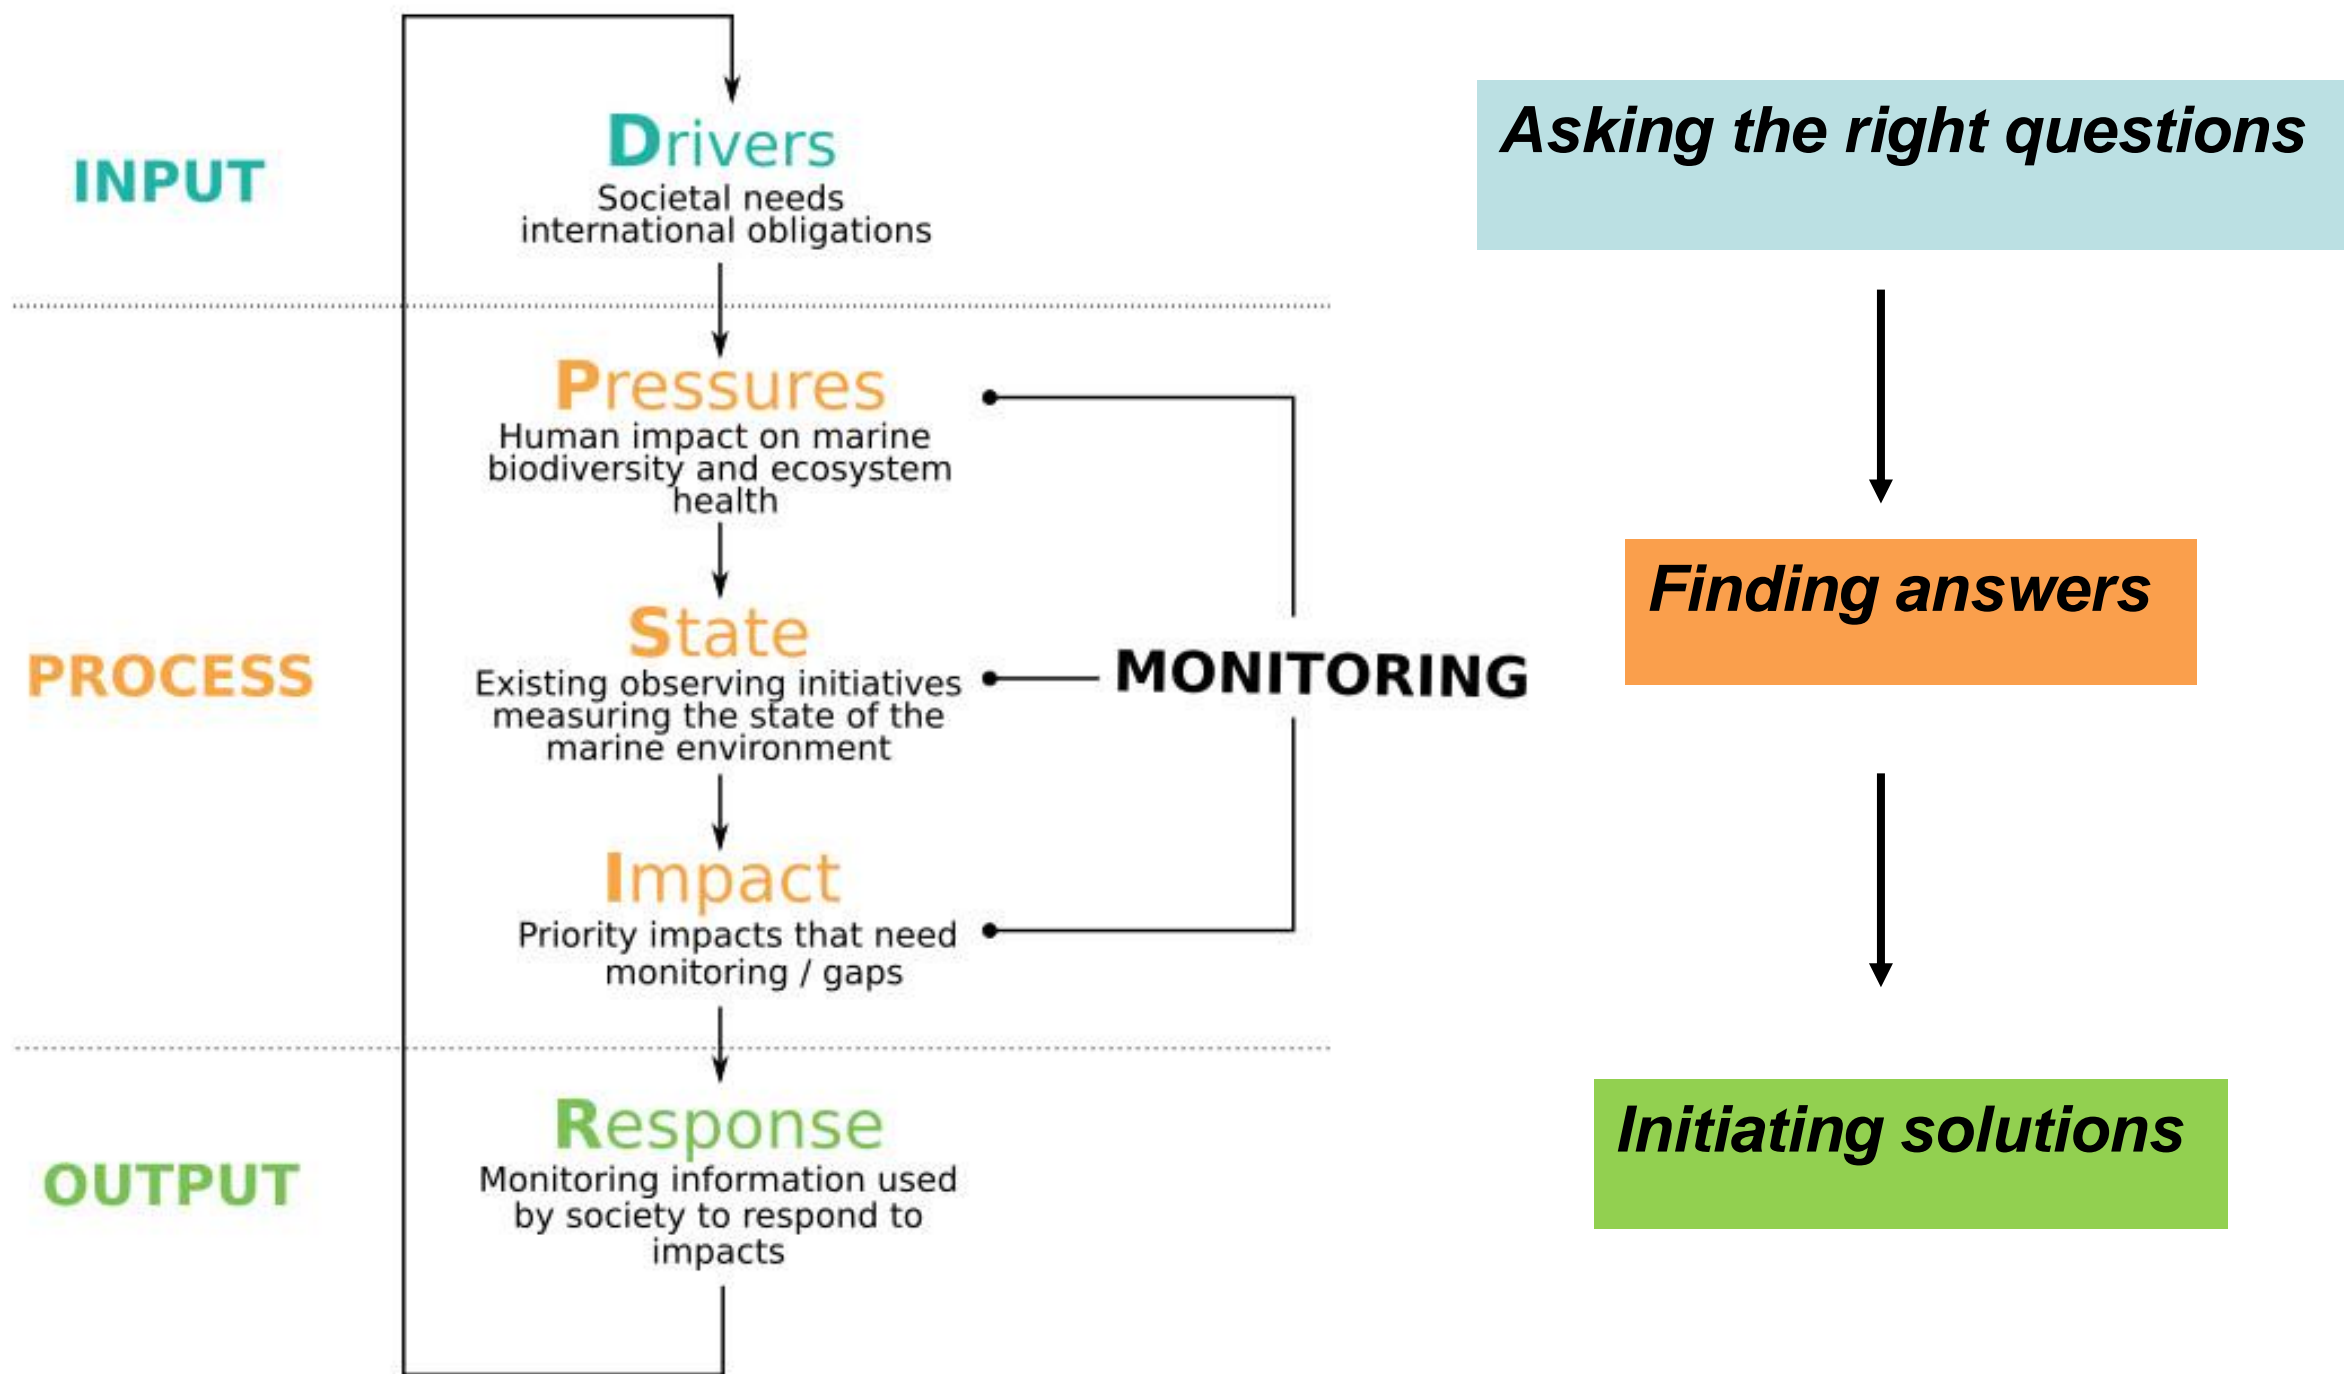 INPUT
Drivers
Societal needs
international obligations
Asking the right questions
PROCESS
Pressures
Human impact on marine
biodiversity and ecosystem
health
State
Existing observing initiatives
measuring the state of the
marine environment
Impact
Priority impacts that need
monitoring / gaps
MONITORING
Finding answers
OUTPUT
Response
Monitoring information used
by society to respond to
impacts
Initiating solutions